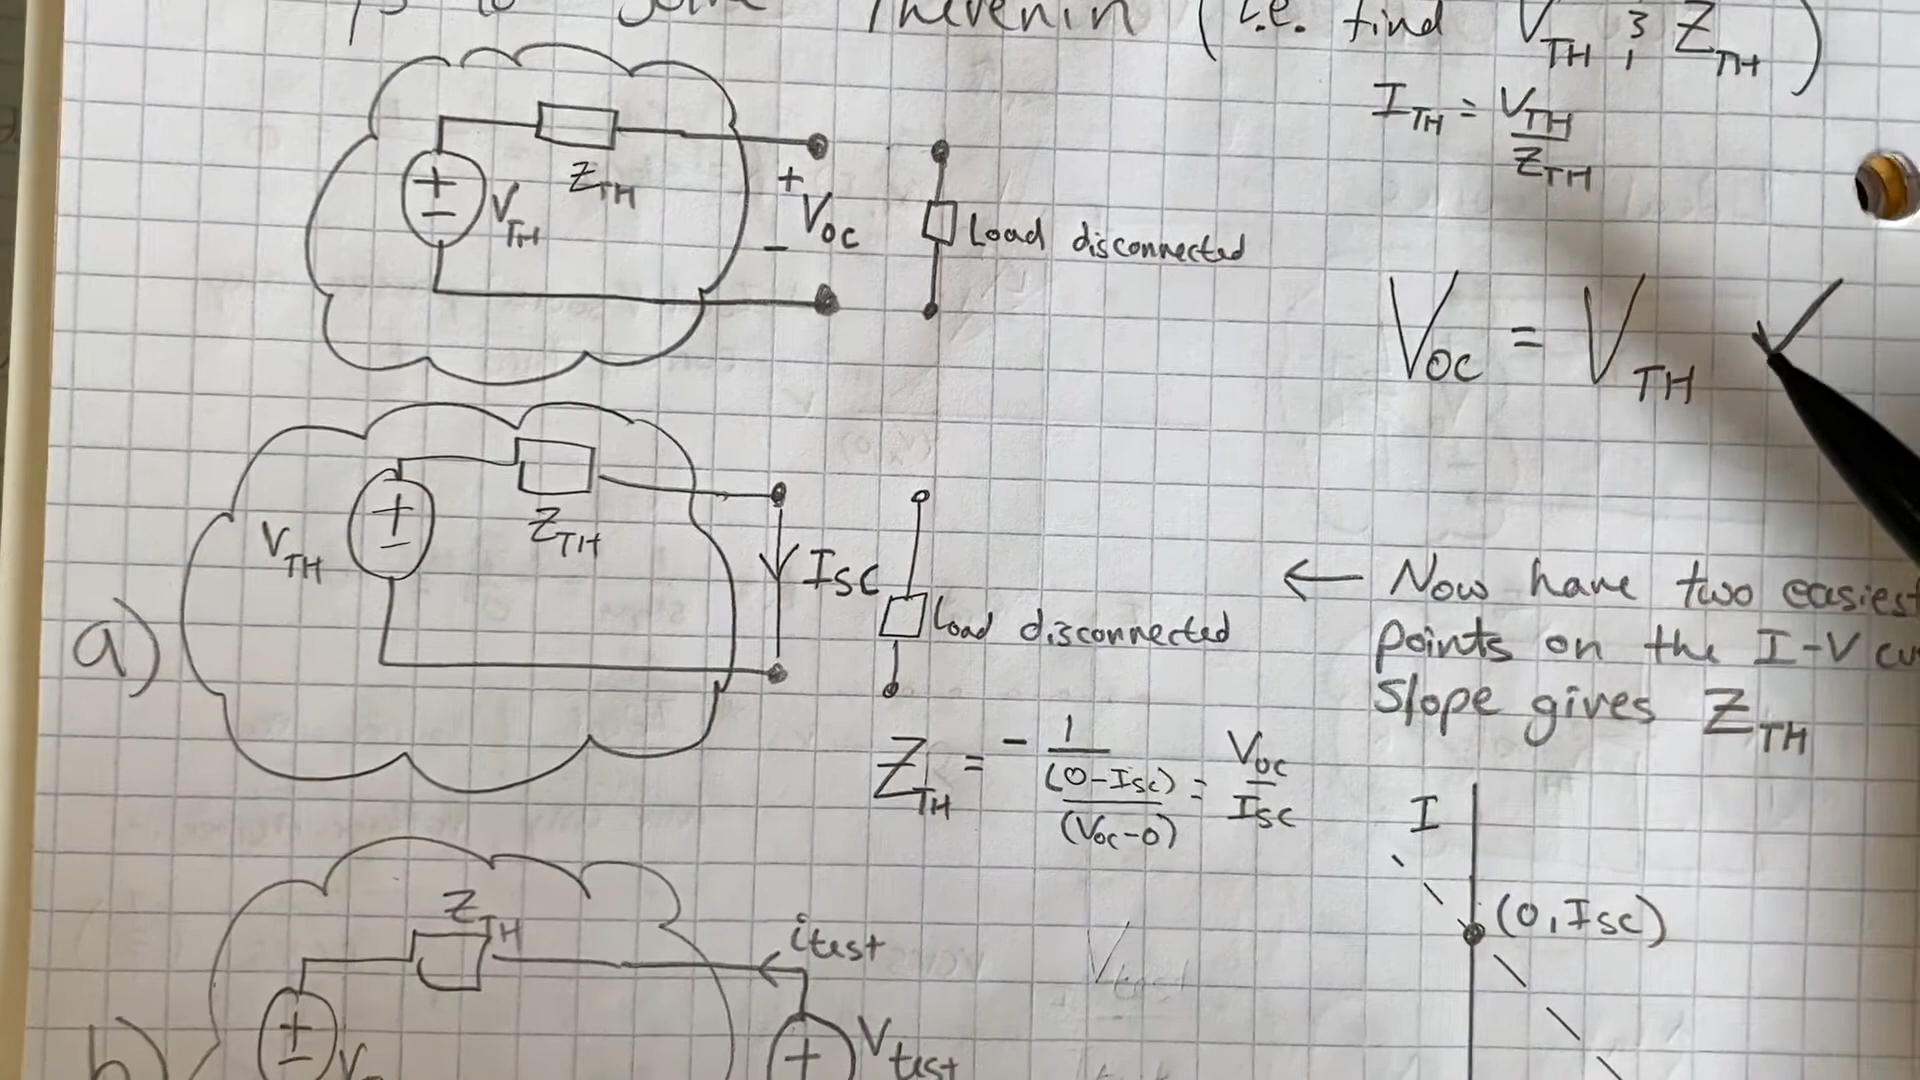 Thevenin (i.e. find V_TH & Z_TH)
I_TH = V_TH / Z_TH
Z_TH
+
−
V_TH
+
V_OC
−
Load disconnected
V_OC = V_TH ✓
a)
V_TH
+
−
Z_TH
I_SC
Load disconnected
← Now have two easiest
points on the I-V
Slope gives Z_TH
Z_TH = - 1 / ((0-I_SC) / (V_OC-0)) = V_OC / I_SC
I
(0, I_SC)
b)
Z_TH
+
−
i_test
+
V_test